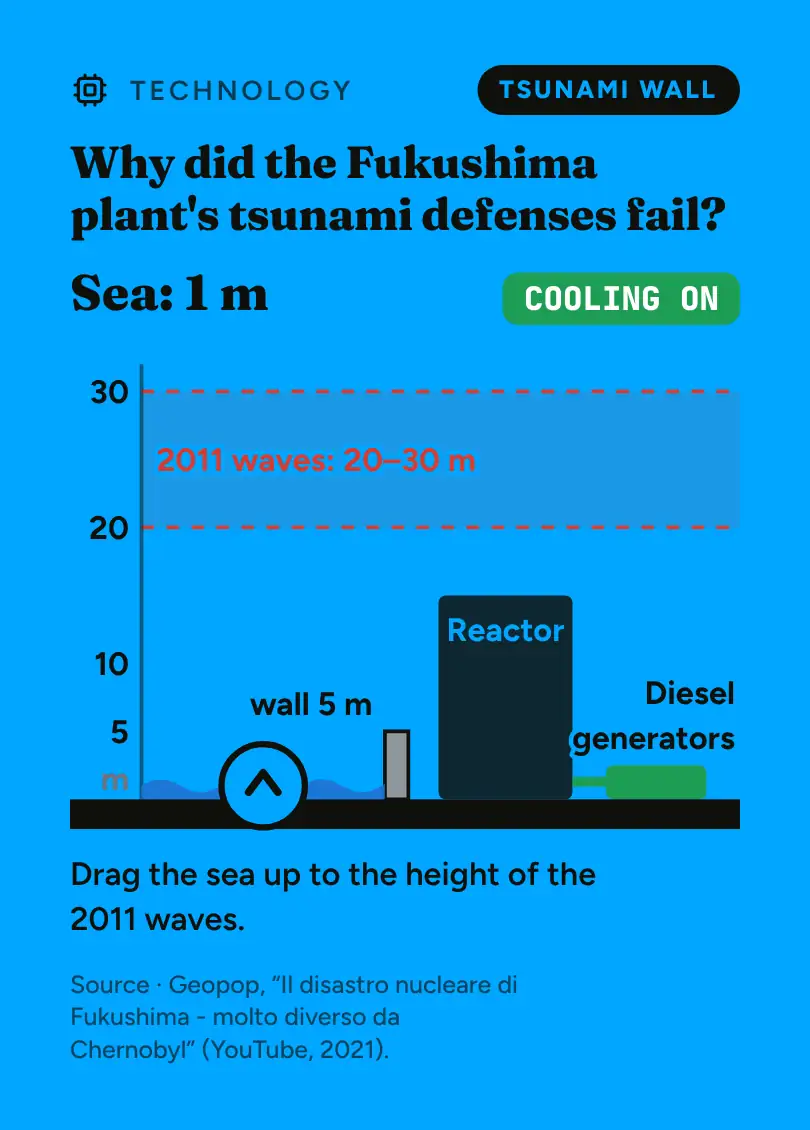 TECHNOLOGY
TSUNAMI WALL
Why did the Fukushima
plant's tsunami defenses fail?
Sea: 1 m
COOLING ON
30
2011 waves: 20–30 m
20
Reactor
10
Diesel
wall 5 m
5
generators
m
Drag the sea up to the height of the
2011 waves.
Source · Geopop, “Il disastro nucleare di
Fukushima - molto diverso da
Chernobyl” (YouTube, 2021).